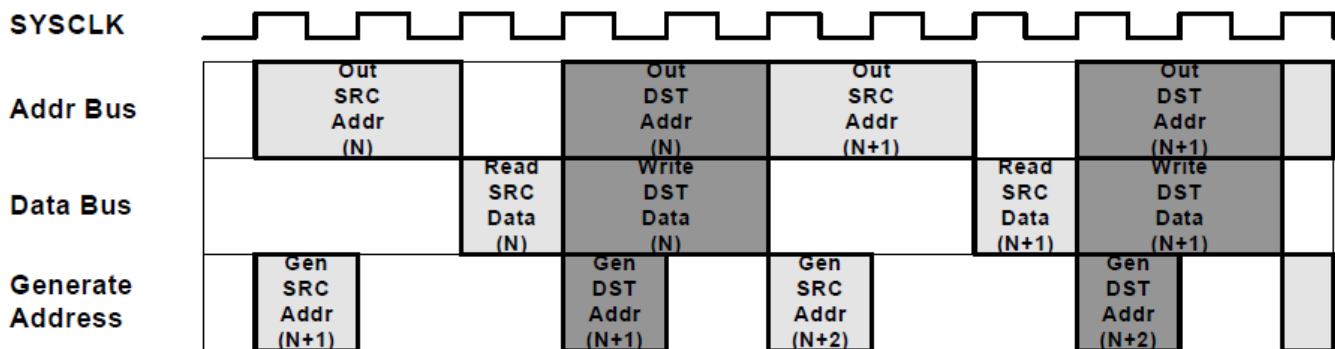 SYSCLK
Addr Bus
Out
SRC
Addr
(N)
Out
DST
Addr
(N)
Out
SRC
Addr
(N+1)
Out
DST
Addr
(N+1)
Data Bus
Read
SRC
Data
(N)
Write
DST
Data
(N)
Read
SRC
Data
(N+1)
Write
DST
Data
(N+1)
Generate
Address
Gen
SRC
Addr
(N+1)
Gen
DST
Addr
(N+1)
Gen
SRC
Addr
(N+2)
Gen
DST
Addr
(N+2)